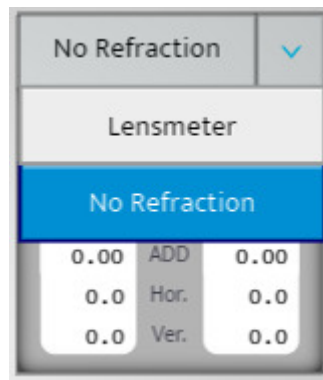 No Refraction
Lensmeter
No Refraction
0.00 ADD 0.00
0.0 Hor. 0.0
0.0 Ver. 0.0